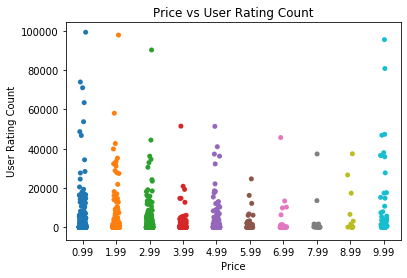 Price vs User Rating Count
User Rating Count
100000
80000
60000
40000
20000
0
0.99 1.99 2.99 3.99 4.99 5.99 6.99 7.99 8.99 9.99
Price